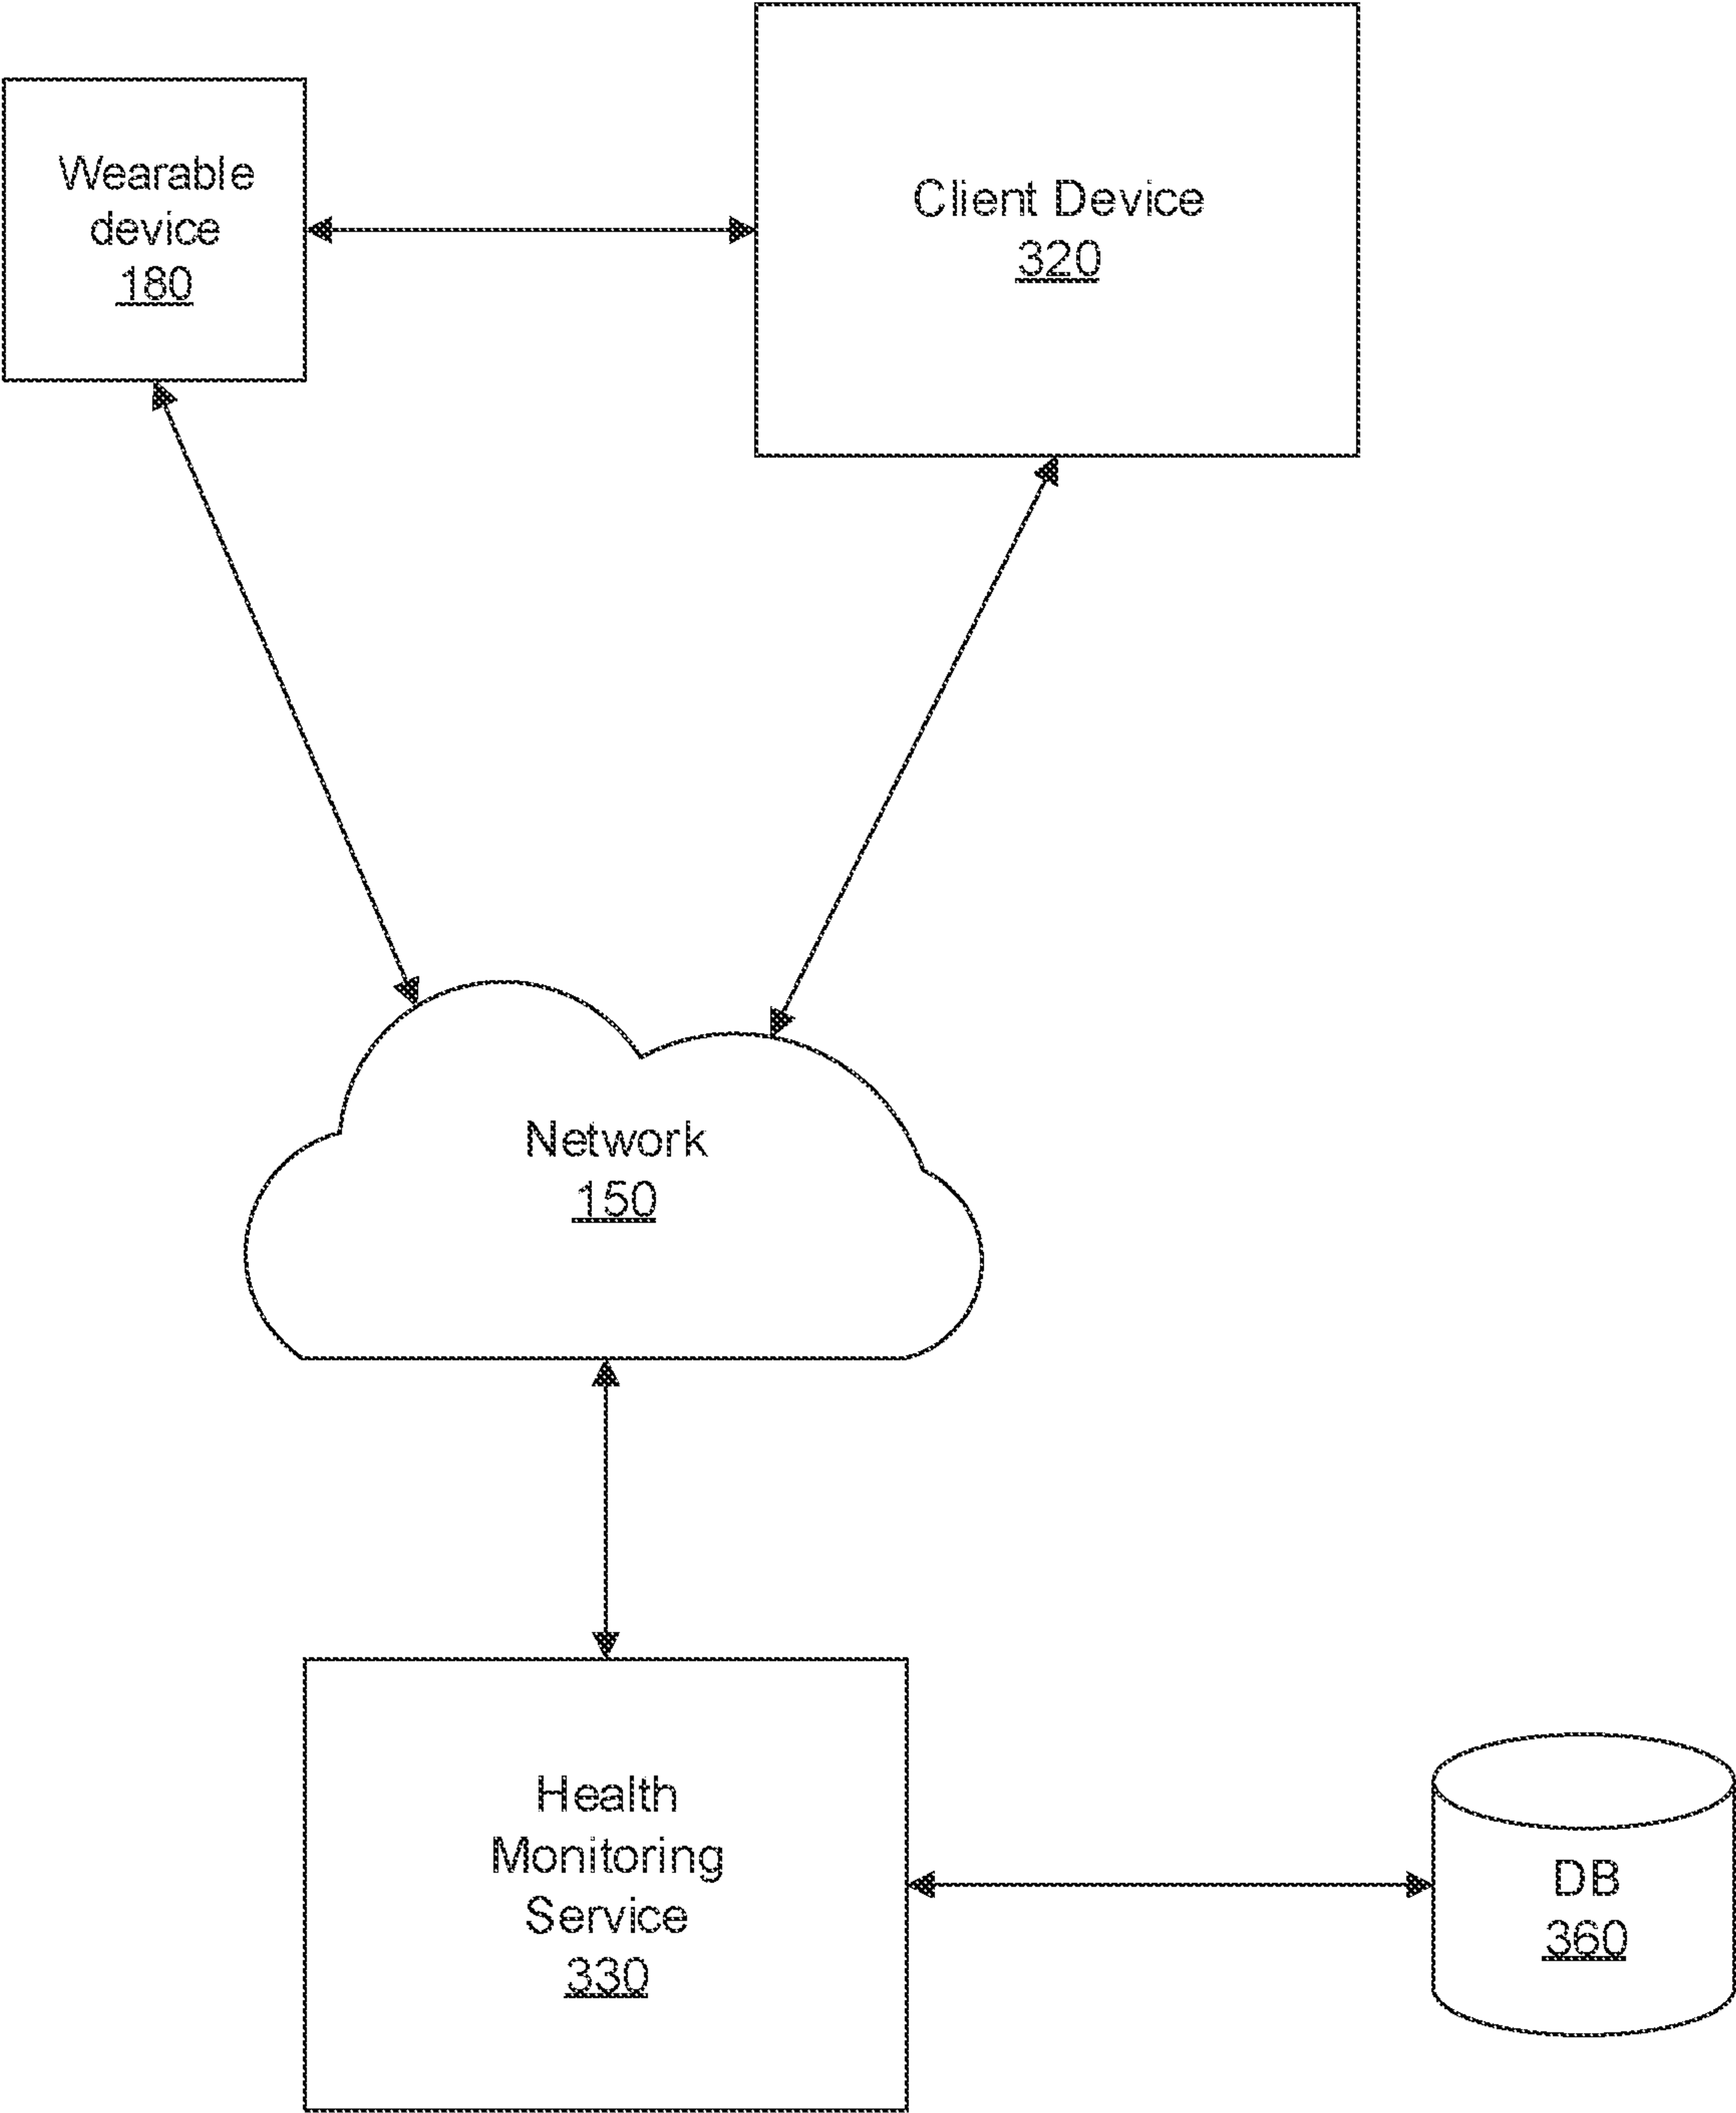 Wearable
device
180
Client Device
320
Network
150
Health
Monitoring
Service
330
DB
360